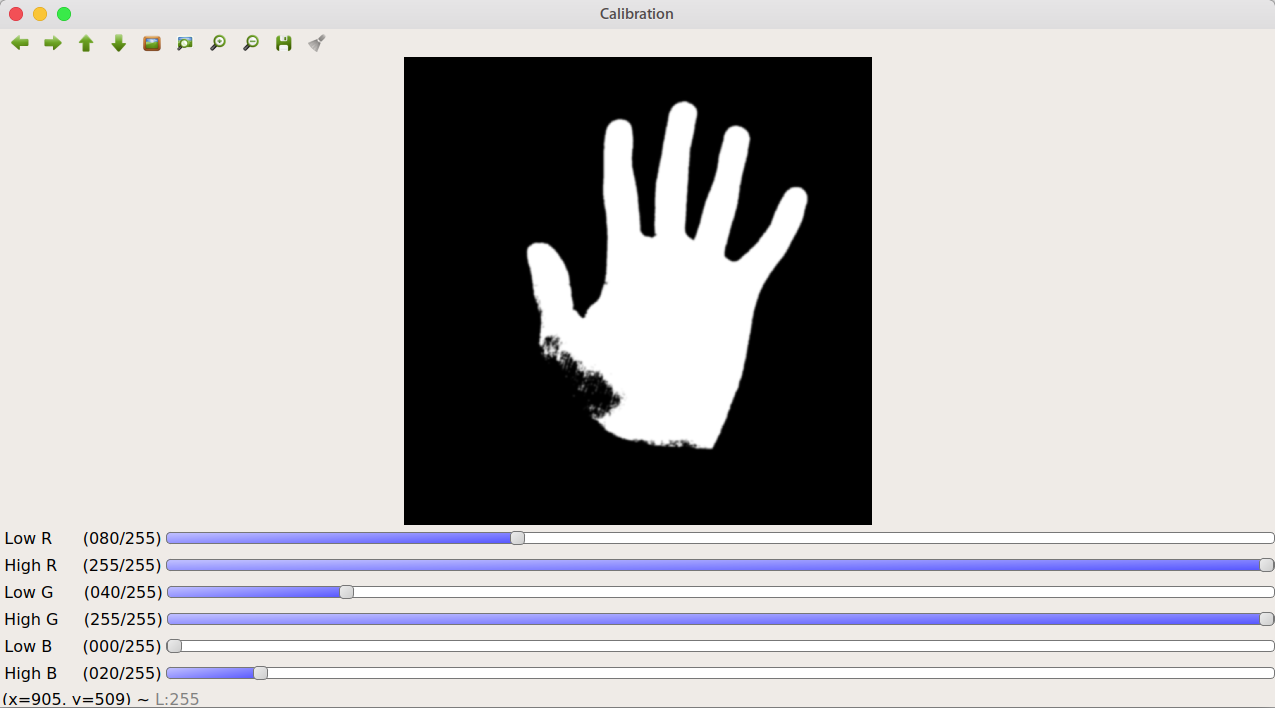 Calibration
Low R (080/255)
High R (255/255)
Low G (040/255)
High G (255/255)
Low B (000/255)
High B (020/255)
(x=905, y=509) ~ L:255